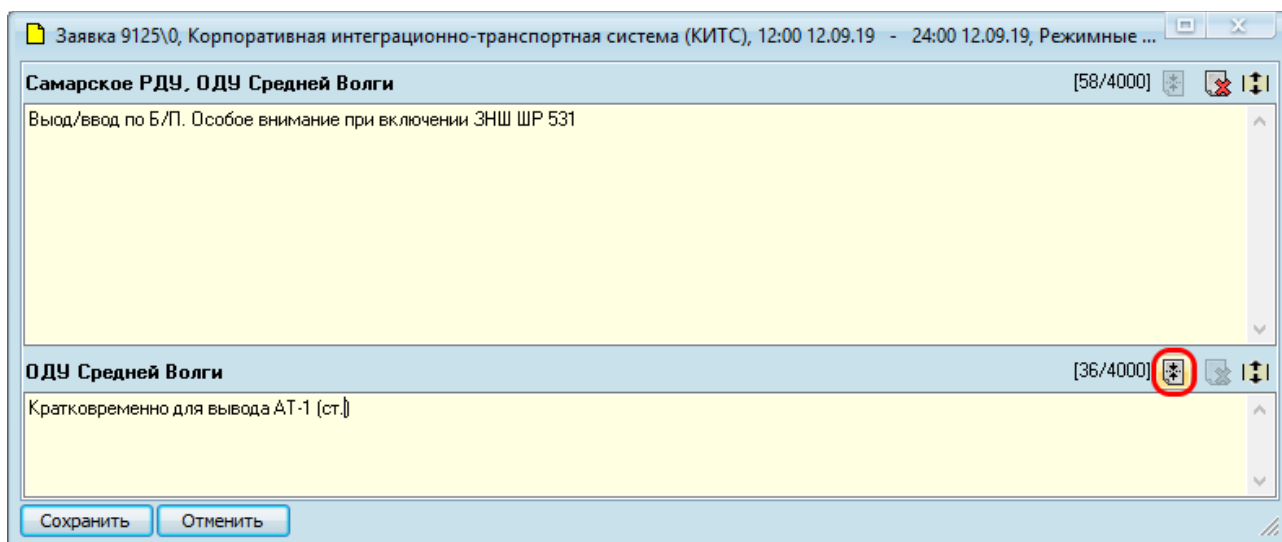 Заявка 9125\0, Корпоративная интеграционно-транспортная система (КИТС), 12:00 12.09.19 - 24:00 12.09.19, Режимные ...
Самарское РДУ, ОДУ Средней Волги [58/4000]
Выод/ввод по Б/П. Особое внимание при включении ЗНШ ШР 531
ОДУ Средней Волги [36/4000]
Кратковременно для вывода АТ-1 (ст.)
Сохранить Отменить